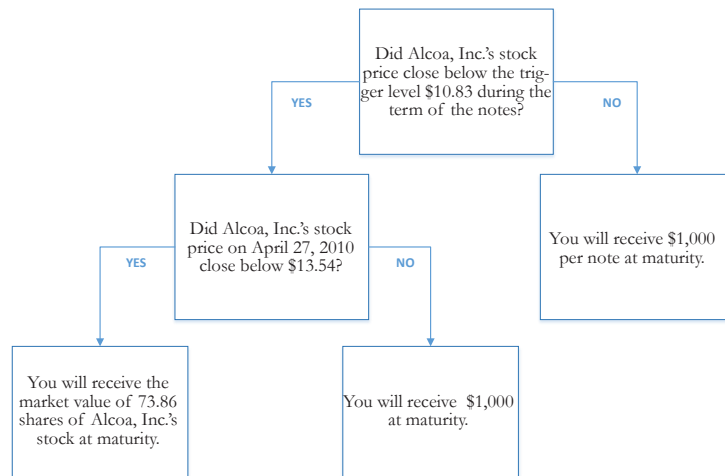 Did Alcoa, Inc.'s stock
price close below the trig-
ger level $10.83 during the
term of the notes?
YES
NO
Did Alcoa, Inc.'s stock
price on April 27, 2010
close below $13.54?
You will receive $1,000
per note at maturity.
YES
NO
You will receive the
market value of 73.86
shares of Alcoa, Inc.'s
stock at maturity.
You will receive $1,000
at maturity.